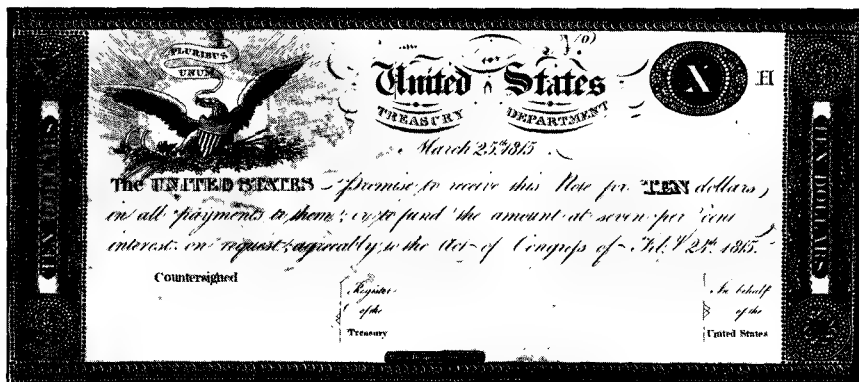 PLURIBUS
UNUM
United States
X
H
TREASURY DEPARTMENT
March 25th 1815
The UNITED STATES promise to receive this Note for TEN dollars,
in all payments to them; or to fund the amount at seven per Cent
interest, on request, agreeably to the Act of Congress of Feb.y 24th 1815.
Countersigned
Register
of the
Treasury
In behalf
of the
United States
TEN DOLLARS
TEN DOLLARS